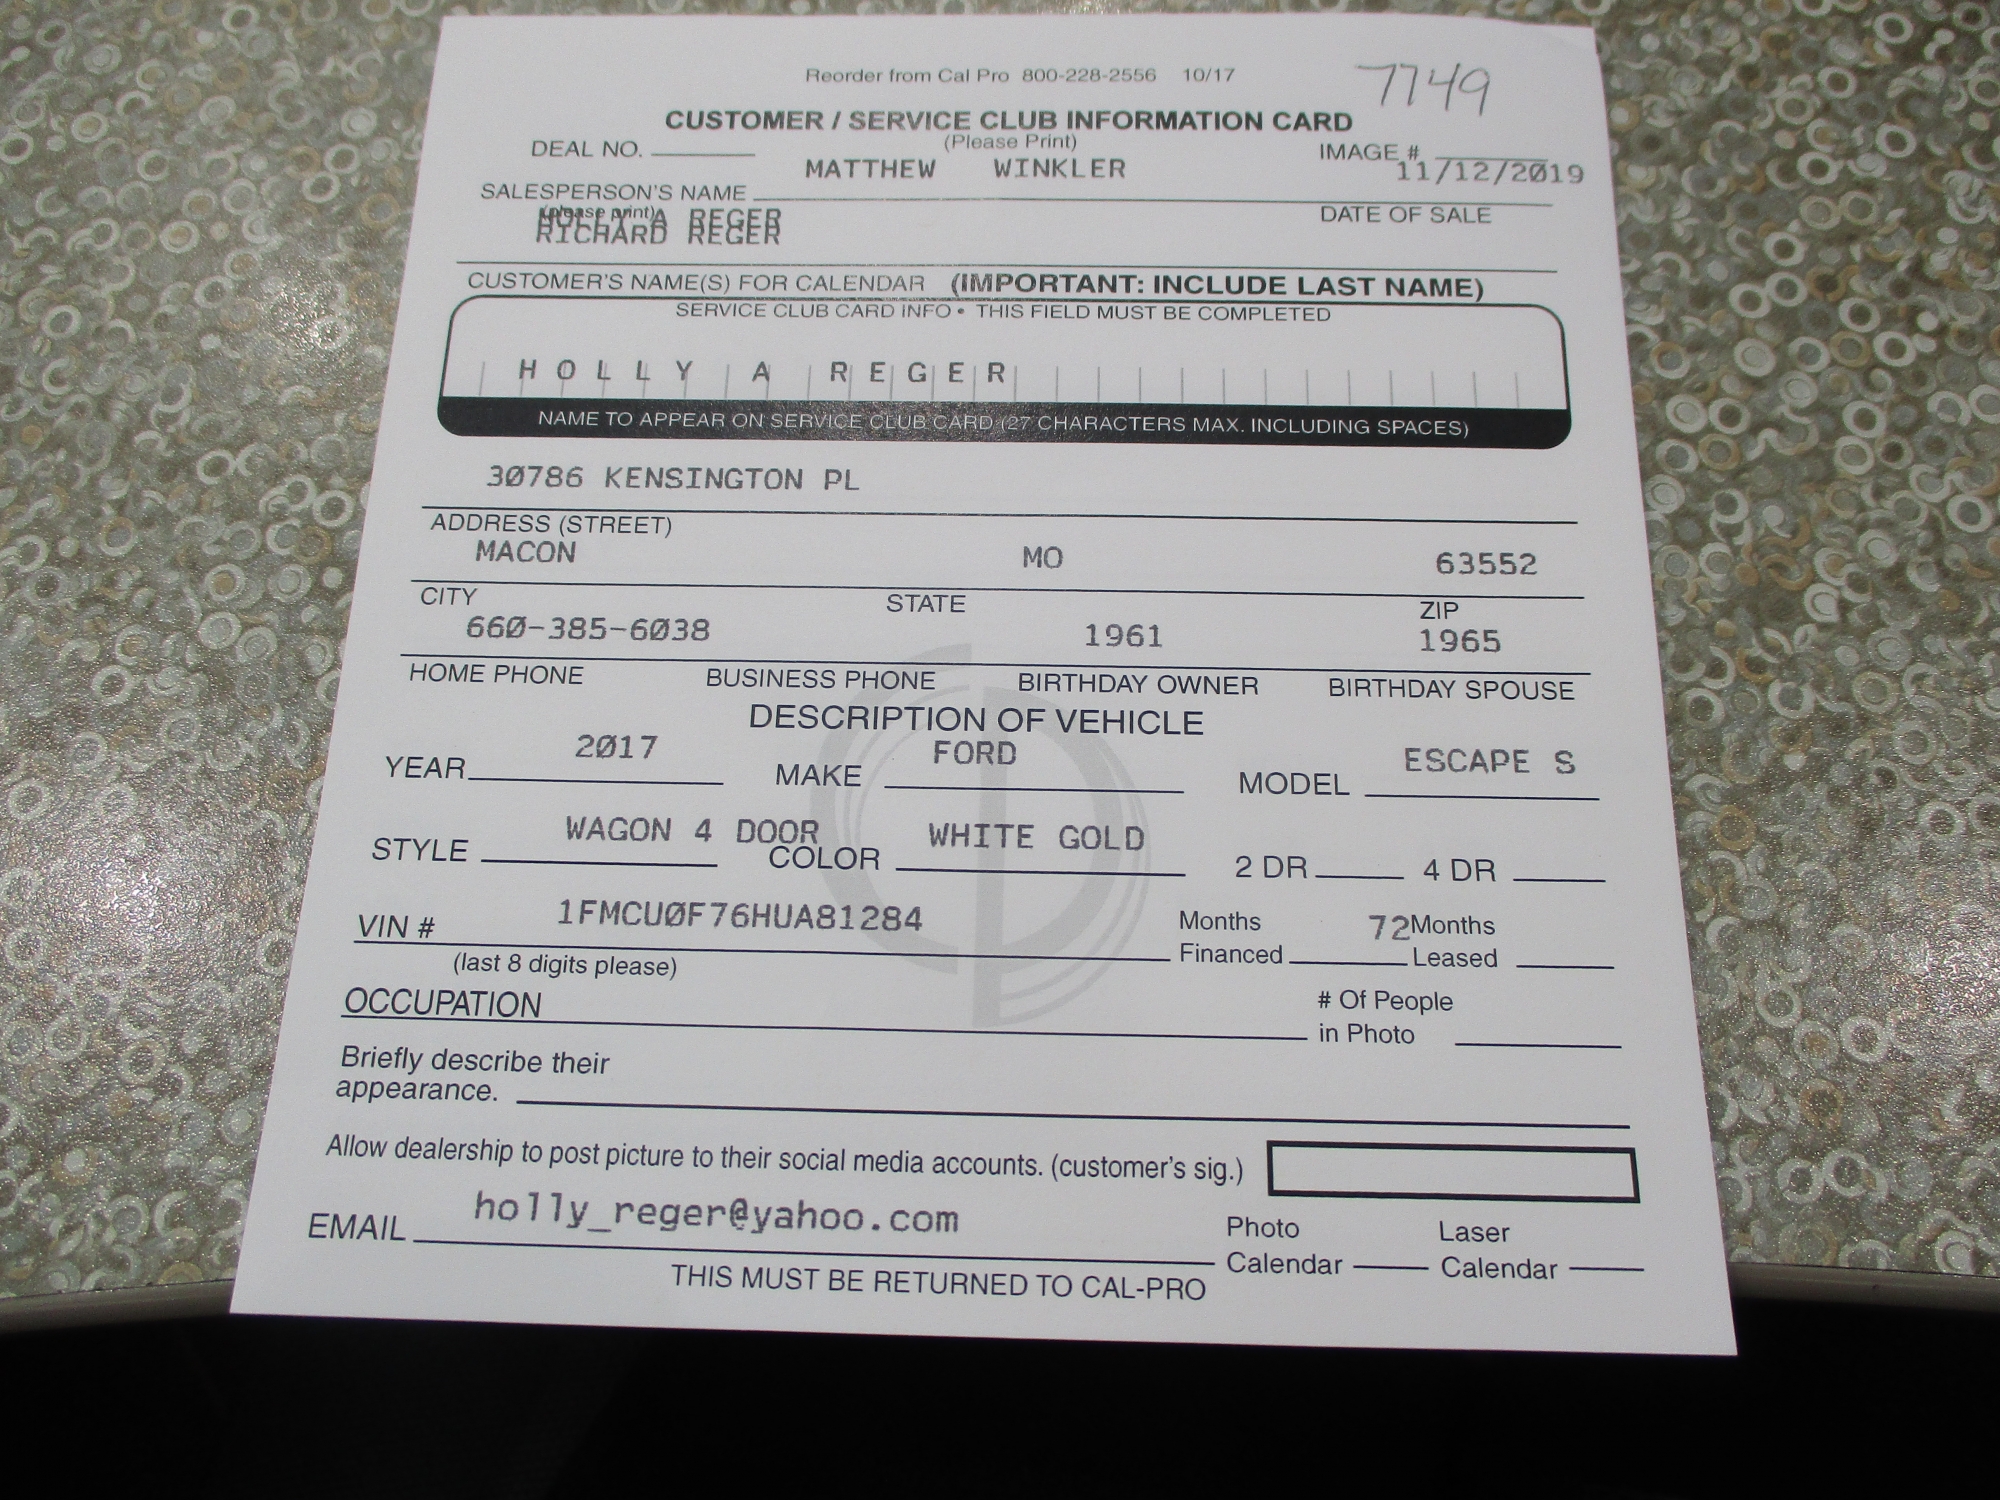 Reorder from Cal Pro 800-228-2556 10/17
7749
CUSTOMER / SERVICE CLUB INFORMATION CARD
(Please Print)
DEAL NO.
IMAGE #
MATTHEW WINKLER
11/12/2019
SALESPERSON'S NAME
(please print)
DATE OF SALE
HOLLY A REGER
RICHARD REGER
CUSTOMER'S NAME(S) FOR CALENDAR (IMPORTANT: INCLUDE LAST NAME)
SERVICE CLUB CARD INFO • THIS FIELD MUST BE COMPLETED
HOLLY A REGER
NAME TO APPEAR ON SERVICE CLUB CARD (27 CHARACTERS MAX. INCLUDING SPACES)
30786 KENSINGTON PL
ADDRESS (STREET)
MACON MO 63552
CITY STATE ZIP
660-385-6038 1961 1965
HOME PHONE BUSINESS PHONE BIRTHDAY OWNER BIRTHDAY SPOUSE
DESCRIPTION OF VEHICLE
YEAR 2017 MAKE FORD MODEL ESCAPE S
STYLE WAGON 4 DOOR COLOR WHITE GOLD 2 DR 4 DR
VIN # 1FMCU0F76HUA81284 Months Financed 72 Months Leased
(last 8 digits please)
OCCUPATION
# Of People
in Photo
Briefly describe their
appearance.
Allow dealership to post picture to their social media accounts. (customer's sig.)
EMAIL holly_reger@yahoo.com
Photo Calendar Laser Calendar
THIS MUST BE RETURNED TO CAL-PRO